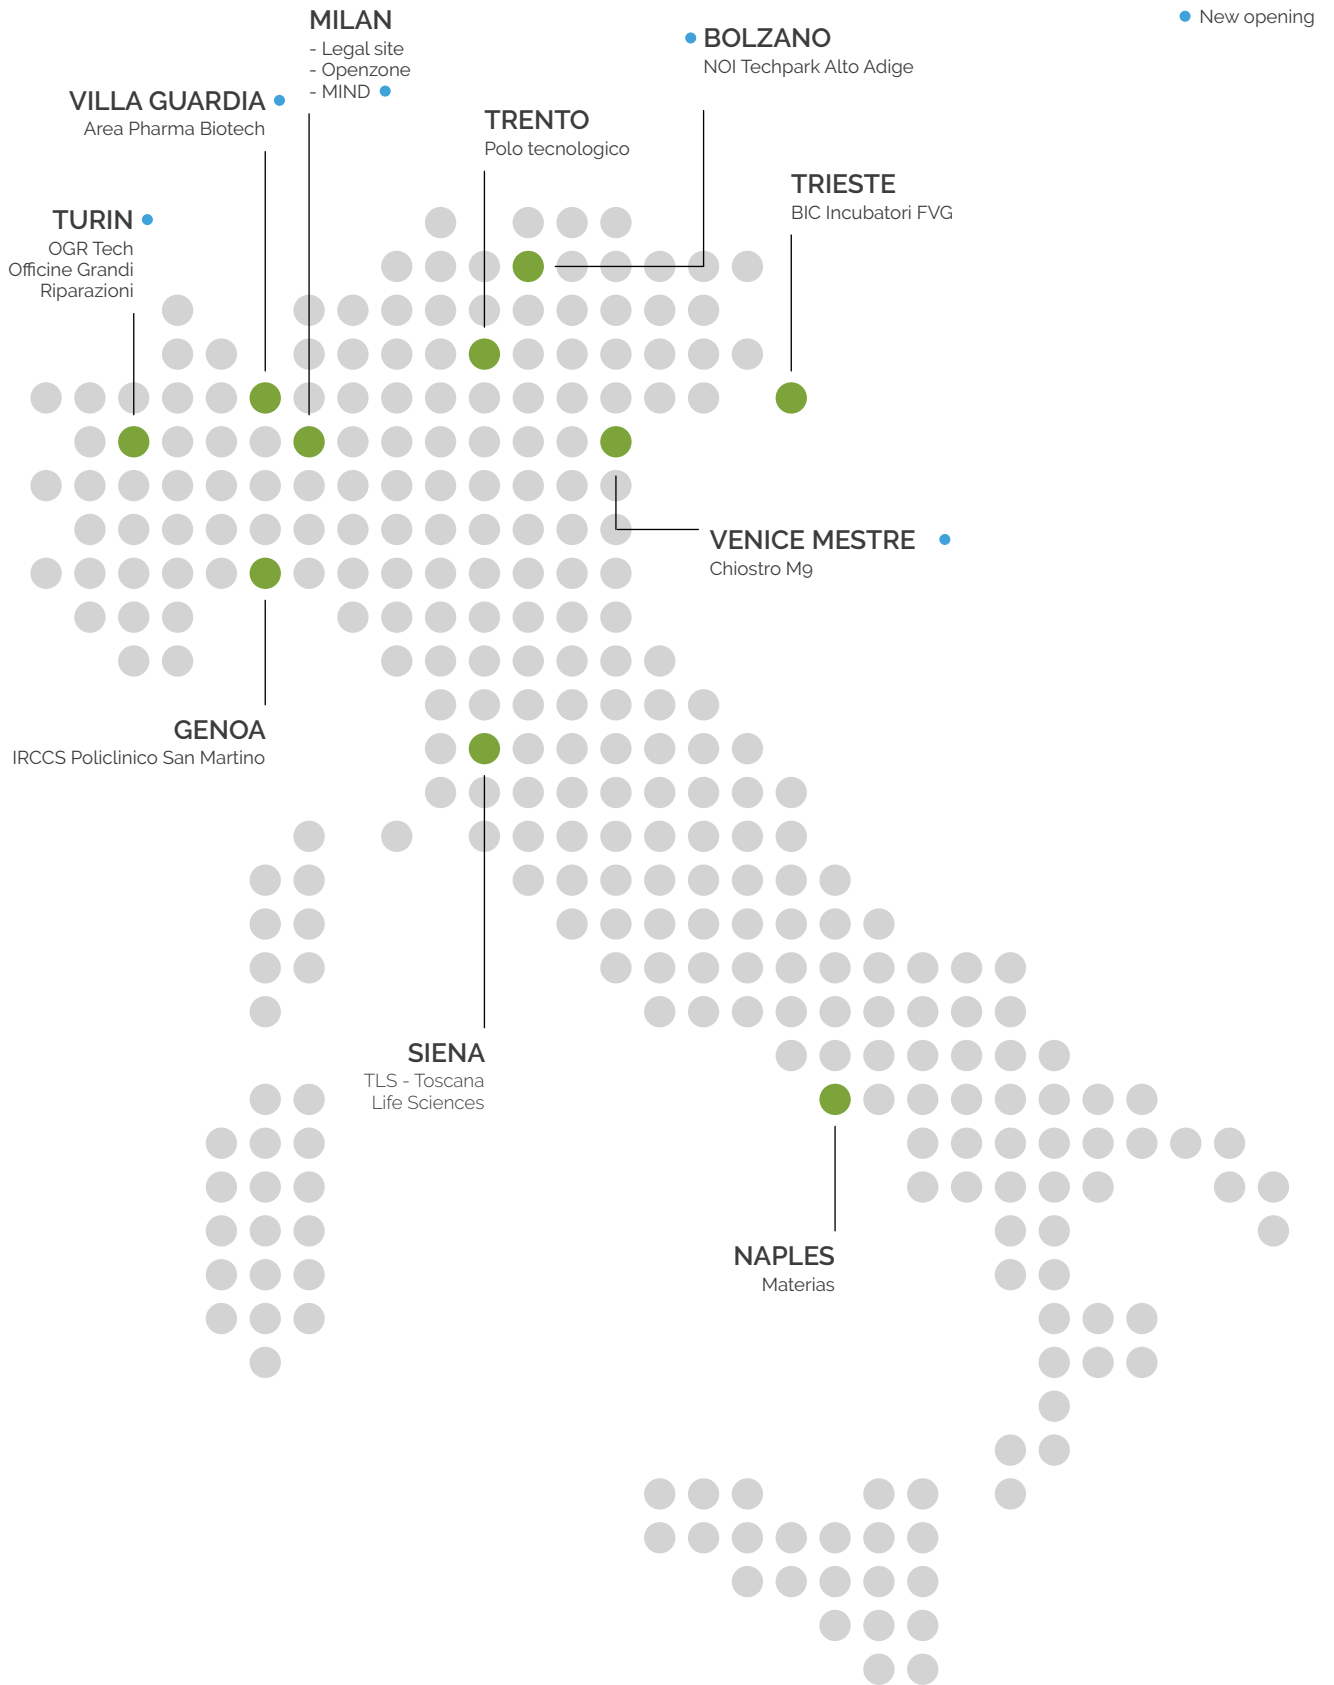 New opening
MILAN
- Legal site
- Openzone
- MIND
BOLZANO
NOI Techpark Alto Adige
VILLA GUARDIA
Area Pharma Biotech
TRENTO
Polo tecnologico
TRIESTE
BIC Incubatori FVG
TURIN
OGR Tech
Officine Grandi
Riparazioni
VENICE MESTRE
Chiostro M9
GENOA
IRCCS Policlinico San Martino
SIENA
TLS - Toscana
Life Sciences
NAPLES
Materias